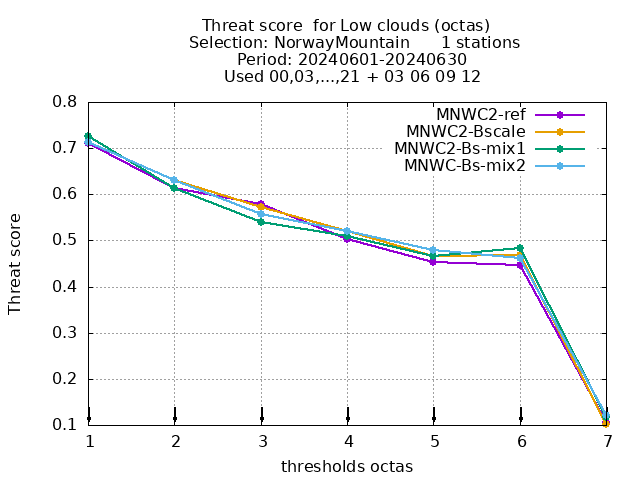 Threat score  for Low clouds (octas)
Selection: NorwayMountain      1 stations
Period: 20240601-20240630
Used 00,03,...,21 + 03 06 09 12
MNWC2-ref
MNWC2-Bscale
MNWC2-Bs-mix1
MNWC-Bs-mix2
Threat score
0.8
0.7
0.6
0.5
0.4
0.3
0.2
0.1
1 2 3 4 5 6 7
thresholds octas